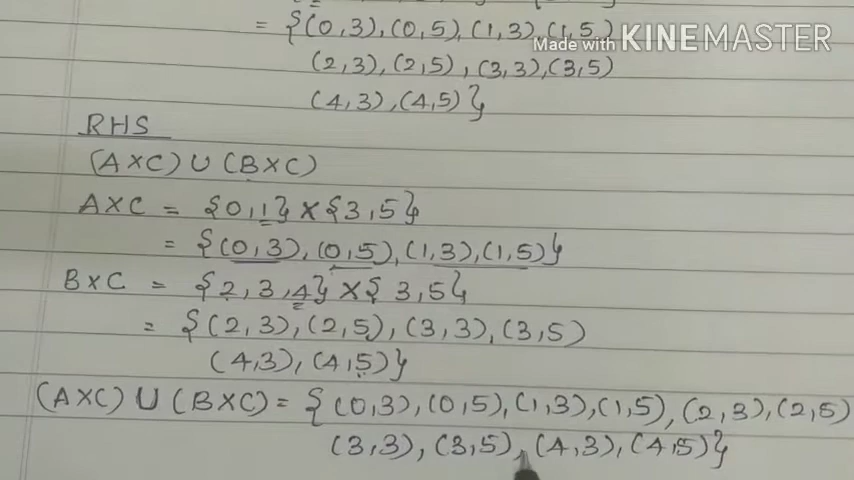 = {(0,3),(0,5),(1,3),(1,5)
Made with KINEMASTER
(2,3),(2,5),(3,3),(3,5)
(4,3),(4,5)}
RHS
(A×C) ∪ (B×C)
A×C = {0,1} × {3,5}
= {(0,3),(0,5),(1,3),(1,5)}
B×C = {2,3,4} × {3,5}
= {(2,3),(2,5),(3,3),(3,5)
(4,3),(4,5)}
(A×C) ∪ (B×C) = {(0,3),(0,5),(1,3),(1,5),(2,3),(2,5)
(3,3),(3,5),(4,3),(4,5)}